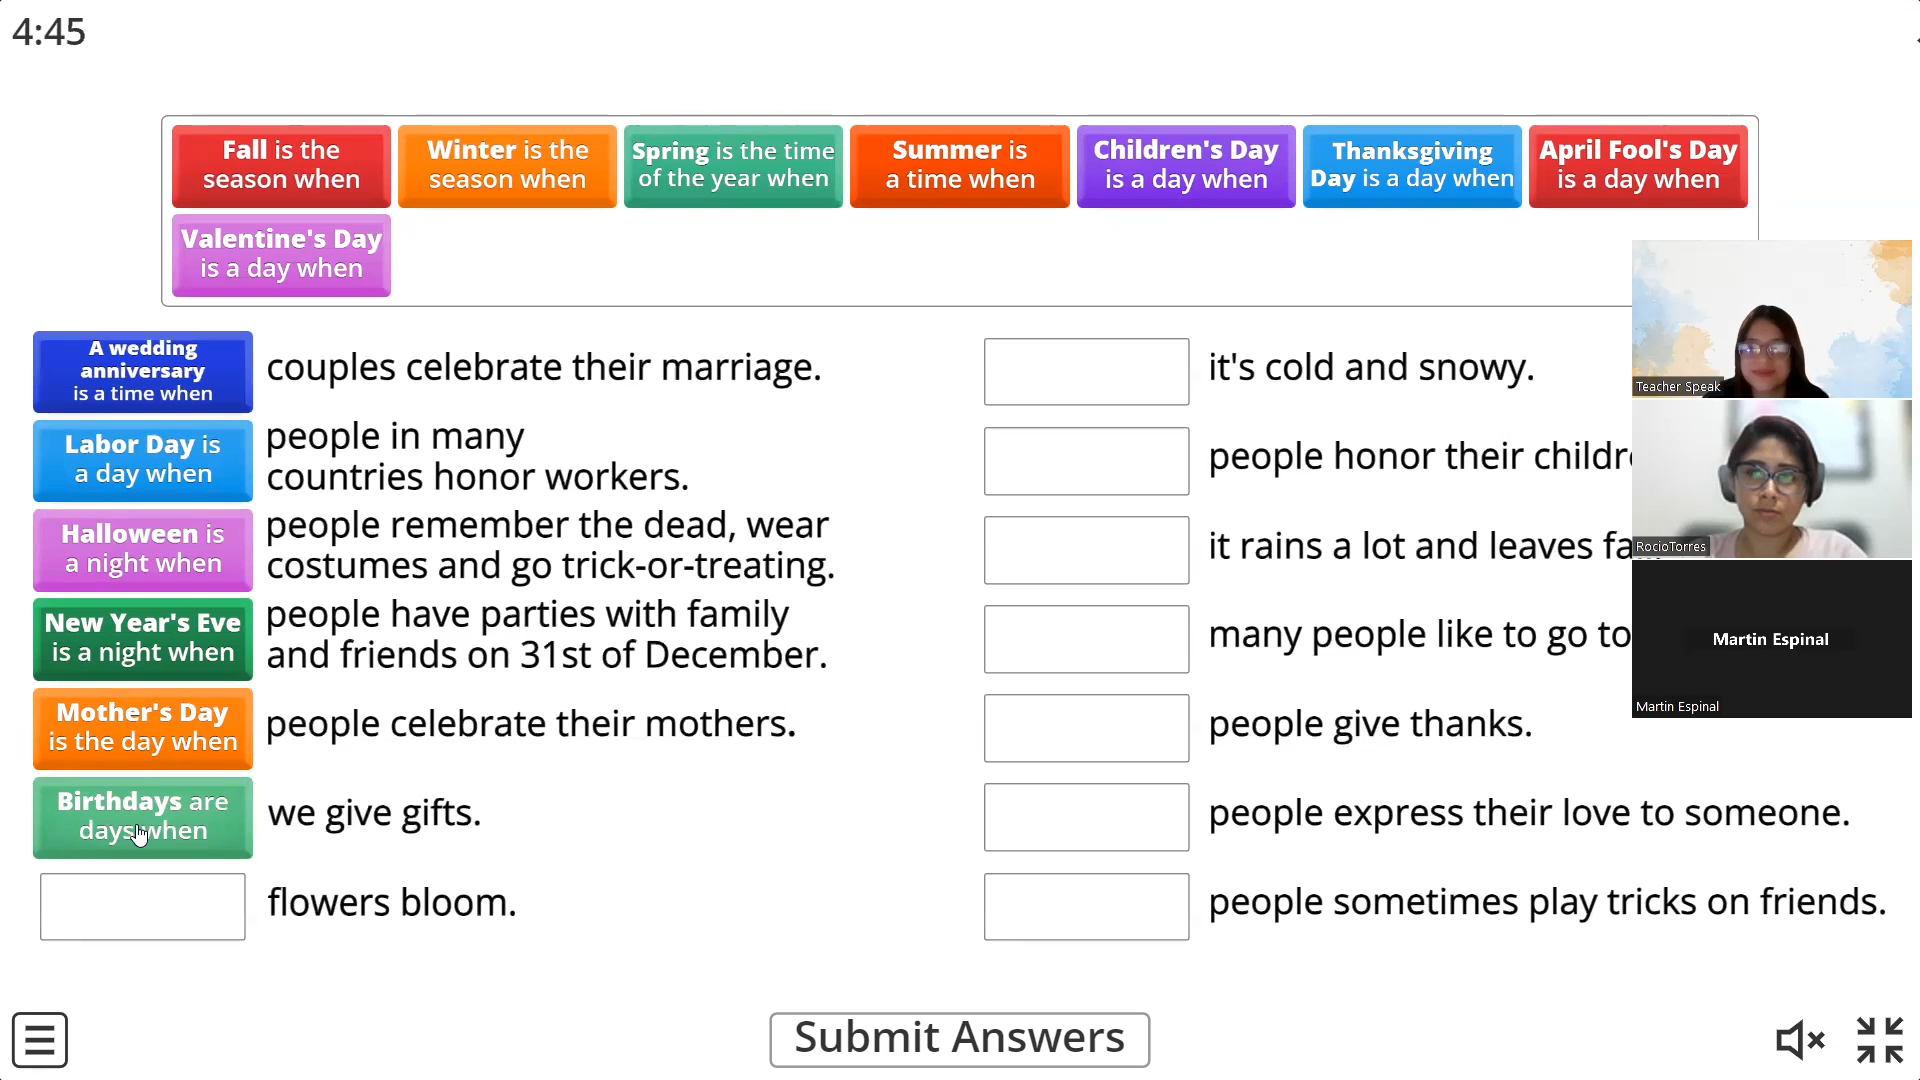 4:45
Fall is the
season when
Winter is the
season when
Spring is the time
of the year when
Summer is
a time when
Children's Day
is a day when
Thanksgiving
Day is a day when
April Fool's Day
is a day when
Valentine's Day
is a day when
A wedding
anniversary
is a time when
couples celebrate their marriage.
Labor Day is
a day when
people in many
countries honor workers.
Halloween is
a night when
people remember the dead, wear
costumes and go trick-or-treating.
New Year's Eve
is a night when
people have parties with family
and friends on 31st of December.
Mother's Day
is the day when
people celebrate their mothers.
Birthdays are
days when
we give gifts.
flowers bloom.
it's cold and snowy.
people honor their
it rains a lot and leaves
many people like to go to
people give thanks.
people express their love to someone.
people sometimes play tricks on friends.
Teacher Speak
RocioTorres
Martin Espinal
Martin Espinal
Submit Answers